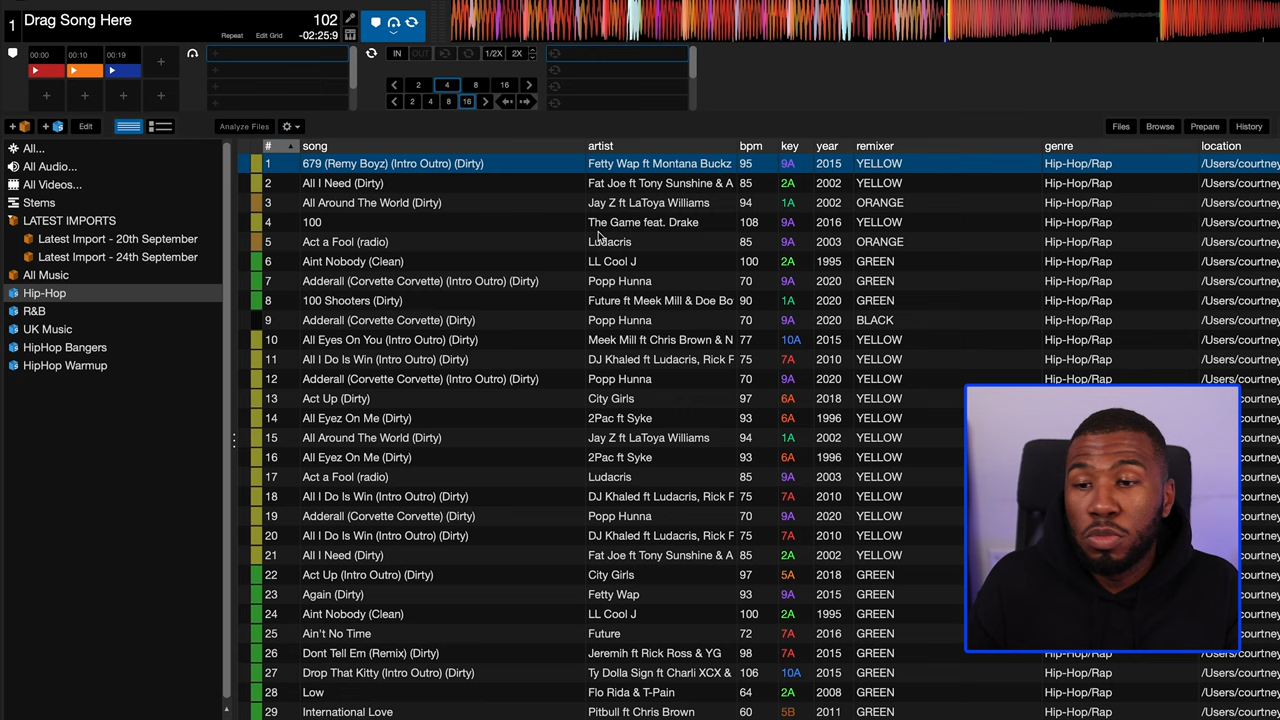 1 Drag Song Here 102
Repeat Edit Grid -02:25:9
00:00 00:10 00:19 IN OUT 1/2X 2X
2 4 8 16
2 4 8 16
Edit Analyze Files Files Browse Prepare History
All...
All Audio...
All Videos...
Stems
LATEST IMPORTS
Latest Import - 20th September
Latest Import - 24th September
All Music
Hip-Hop
R&B
UK Music
HipHop Bangers
HipHop Warmup
# song artist bpm key year remixer genre location
1 679 (Remy Boyz) (Intro Outro) (Dirty) Fetty Wap ft Montana Buckz 95 9A 2015 YELLOW Hip-Hop/Rap /Users/courtney
2 All I Need (Dirty) Fat Joe ft Tony Sunshine & A 85 2A 2002 YELLOW Hip-Hop/Rap /Users/courtney
3 All Around The World (Dirty) Jay Z ft LaToya Williams 94 1A 2002 ORANGE Hip-Hop/Rap /Users/courtney
4 100 The Game feat. Drake 108 9A 2016 YELLOW Hip-Hop/Rap /Users/courtney
5 Act a Fool (radio) Ludacris 85 9A 2003 ORANGE Hip-Hop/Rap /Users/courtney
6 Aint Nobody (Clean) LL Cool J 100 2A 1995 GREEN Hip-Hop/Rap /Users/courtney
7 Adderall (Corvette Corvette) (Intro Outro) (Dirty) Popp Hunna 70 9A 2020 GREEN Hip-Hop/Rap /Users/courtney
8 100 Shooters (Dirty) Future ft Meek Mill & Doe Bo 90 1A 2020 GREEN Hip-Hop/Rap /Users/courtney
9 Adderall (Corvette Corvette) (Dirty) Popp Hunna 70 9A 2020 BLACK Hip-Hop/Rap /Users/courtney
10 All Eyes On You (Intro Outro) (Dirty) Meek Mill ft Chris Brown & N 77 10A 2015 YELLOW Hip-Hop/Rap /Users/courtney
11 All I Do Is Win (Intro Outro) (Dirty) DJ Khaled ft Ludacris, Rick F 75 7A 2010 YELLOW Hip-Hop/Rap /Users/courtney
12 Adderall (Corvette Corvette) (Intro Outro) (Dirty) Popp Hunna 70 9A 2020 YELLOW Hip-Hop/Rap /Users/courtney
13 Act Up (Dirty) City Girls 97 6A 2018 YELLOW courtney
14 All Eyez On Me (Dirty) 2Pac ft Syke 93 6A 1996 YELLOW courtney
15 All Around The World (Dirty) Jay Z ft LaToya Williams 94 1A 2002 YELLOW courtney
16 All Eyez On Me (Dirty) 2Pac ft Syke 93 6A 1996 YELLOW courtney
17 Act a Fool (radio) Ludacris 85 9A 2003 YELLOW courtney
18 All I Do Is Win (Intro Outro) (Dirty) DJ Khaled ft Ludacris, Rick F 75 7A 2010 YELLOW courtney
19 Adderall (Corvette Corvette) (Dirty) Popp Hunna 70 9A 2020 YELLOW courtney
20 All I Do Is Win (Intro Outro) (Dirty) DJ Khaled ft Ludacris, Rick F 75 7A 2010 YELLOW courtney
21 All I Need (Dirty) Fat Joe ft Tony Sunshine & A 85 2A 2002 YELLOW courtney
22 Act Up (Intro Outro) (Dirty) City Girls 97 5A 2018 GREEN courtney
23 Again (Dirty) Fetty Wap 93 9A 2015 GREEN courtney
24 Aint Nobody (Clean) LL Cool J 100 2A 1995 GREEN courtney
25 Ain't No Time Future 72 7A 2016 GREEN courtney
26 Dont Tell Em (Remix) (Dirty) Jeremih ft Rick Ross & YG 98 7A 2015 GREEN Hip-Hop/Rap /Users/courtney
27 Drop That Kitty (Intro Outro) (Dirty) Ty Dolla Sign ft Charli XCX & 106 10A 2015 GREEN Hip-Hop/Rap /Users/courtney
28 Low Flo Rida & T-Pain 64 2A 2008 GREEN Hip-Hop/Rap /Users/courtney
29 International Love Pitbull ft Chris Brown 60 5B 2011 GREEN Hip-Hop/Rap /Users/courtney